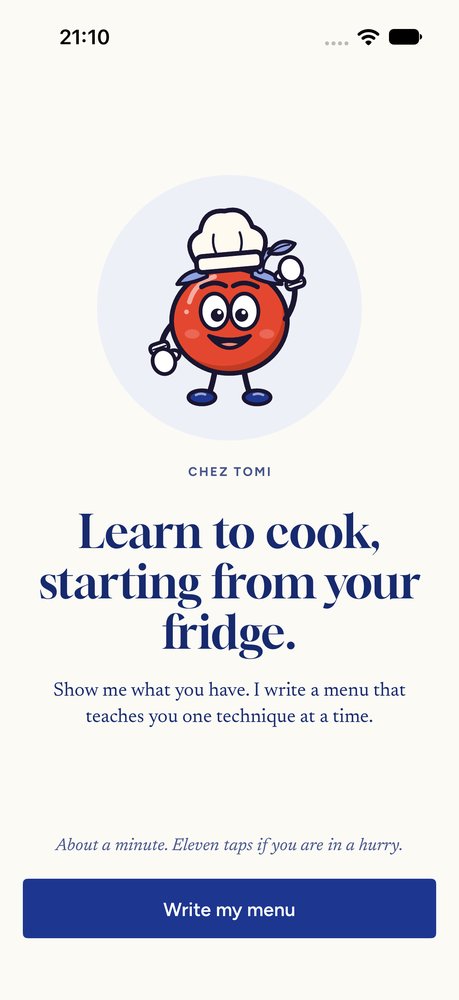 21:10
CHEZ TOMI
Learn to cook,
starting from your
fridge.
Show me what you have. I write a menu that
teaches you one technique at a time.
About a minute. Eleven taps if you are in a hurry.
Write my menu